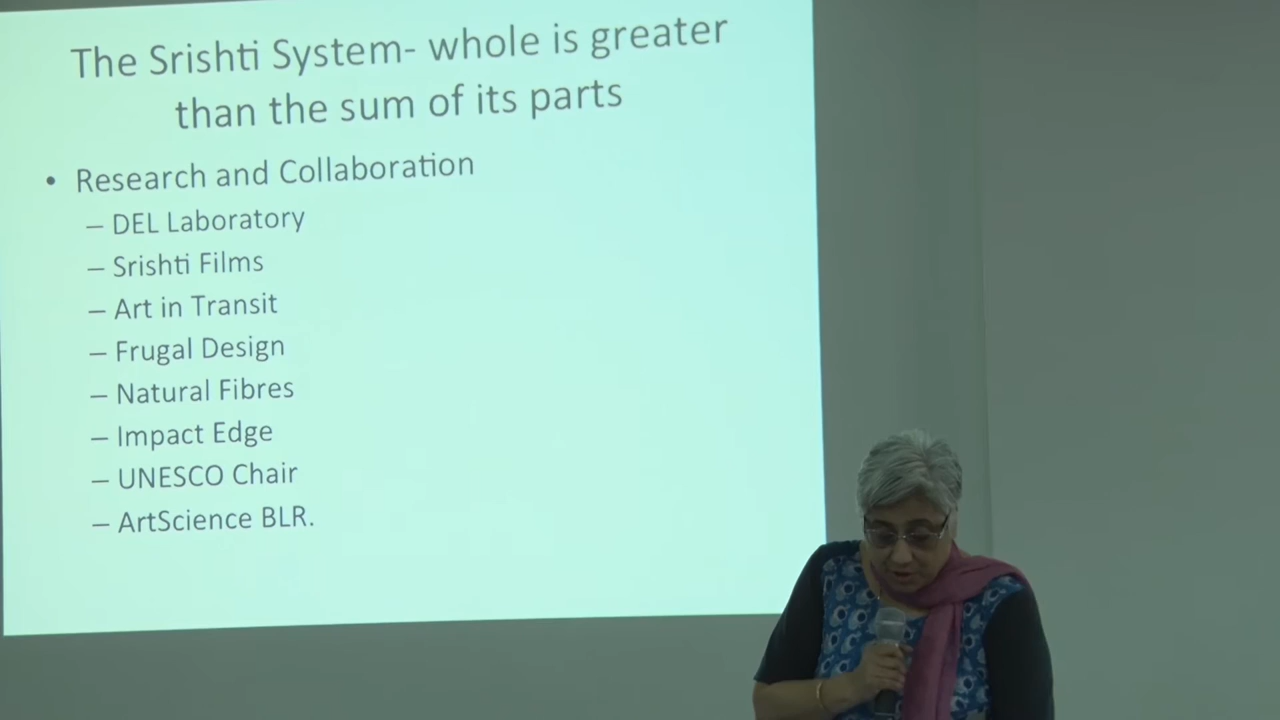 The Srishti System- whole is greater
than the sum of its parts
• Research and Collaboration
– DEL Laboratory
– Srishti Films
– Art in Transit
– Frugal Design
– Natural Fibres
– Impact Edge
– UNESCO Chair
– ArtScience BLR.